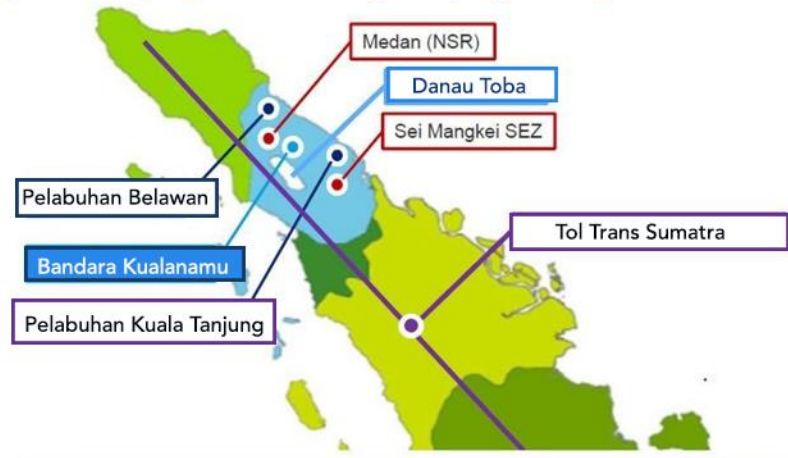 Medan (NSR)
Danau Toba
Sei Mangkei SEZ
Pelabuhan Belawan
Tol Trans Sumatra
Bandara Kualanamu
Pelabuhan Kuala Tanjung